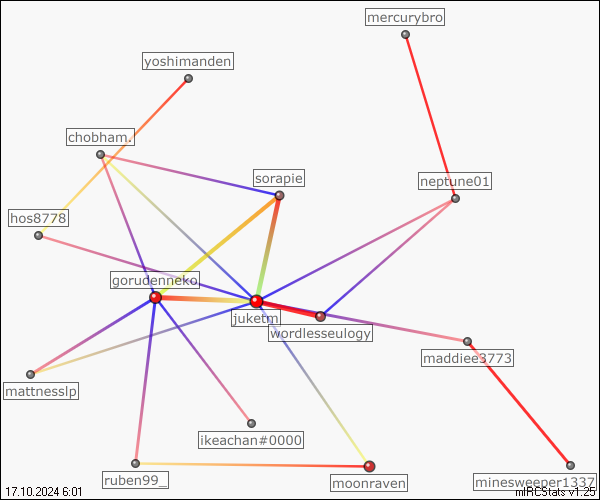 mercurybro
yoshimanden
chobham.
sorapie
neptune01
hos8778
gorudenneko
juketm
wordlesseulogy
maddiee3773
mattnesslp
ikeachan#0000
ruben99_
moonraven
minesweeper1337
17.10.2024 6:01
mIRCStats v1.25